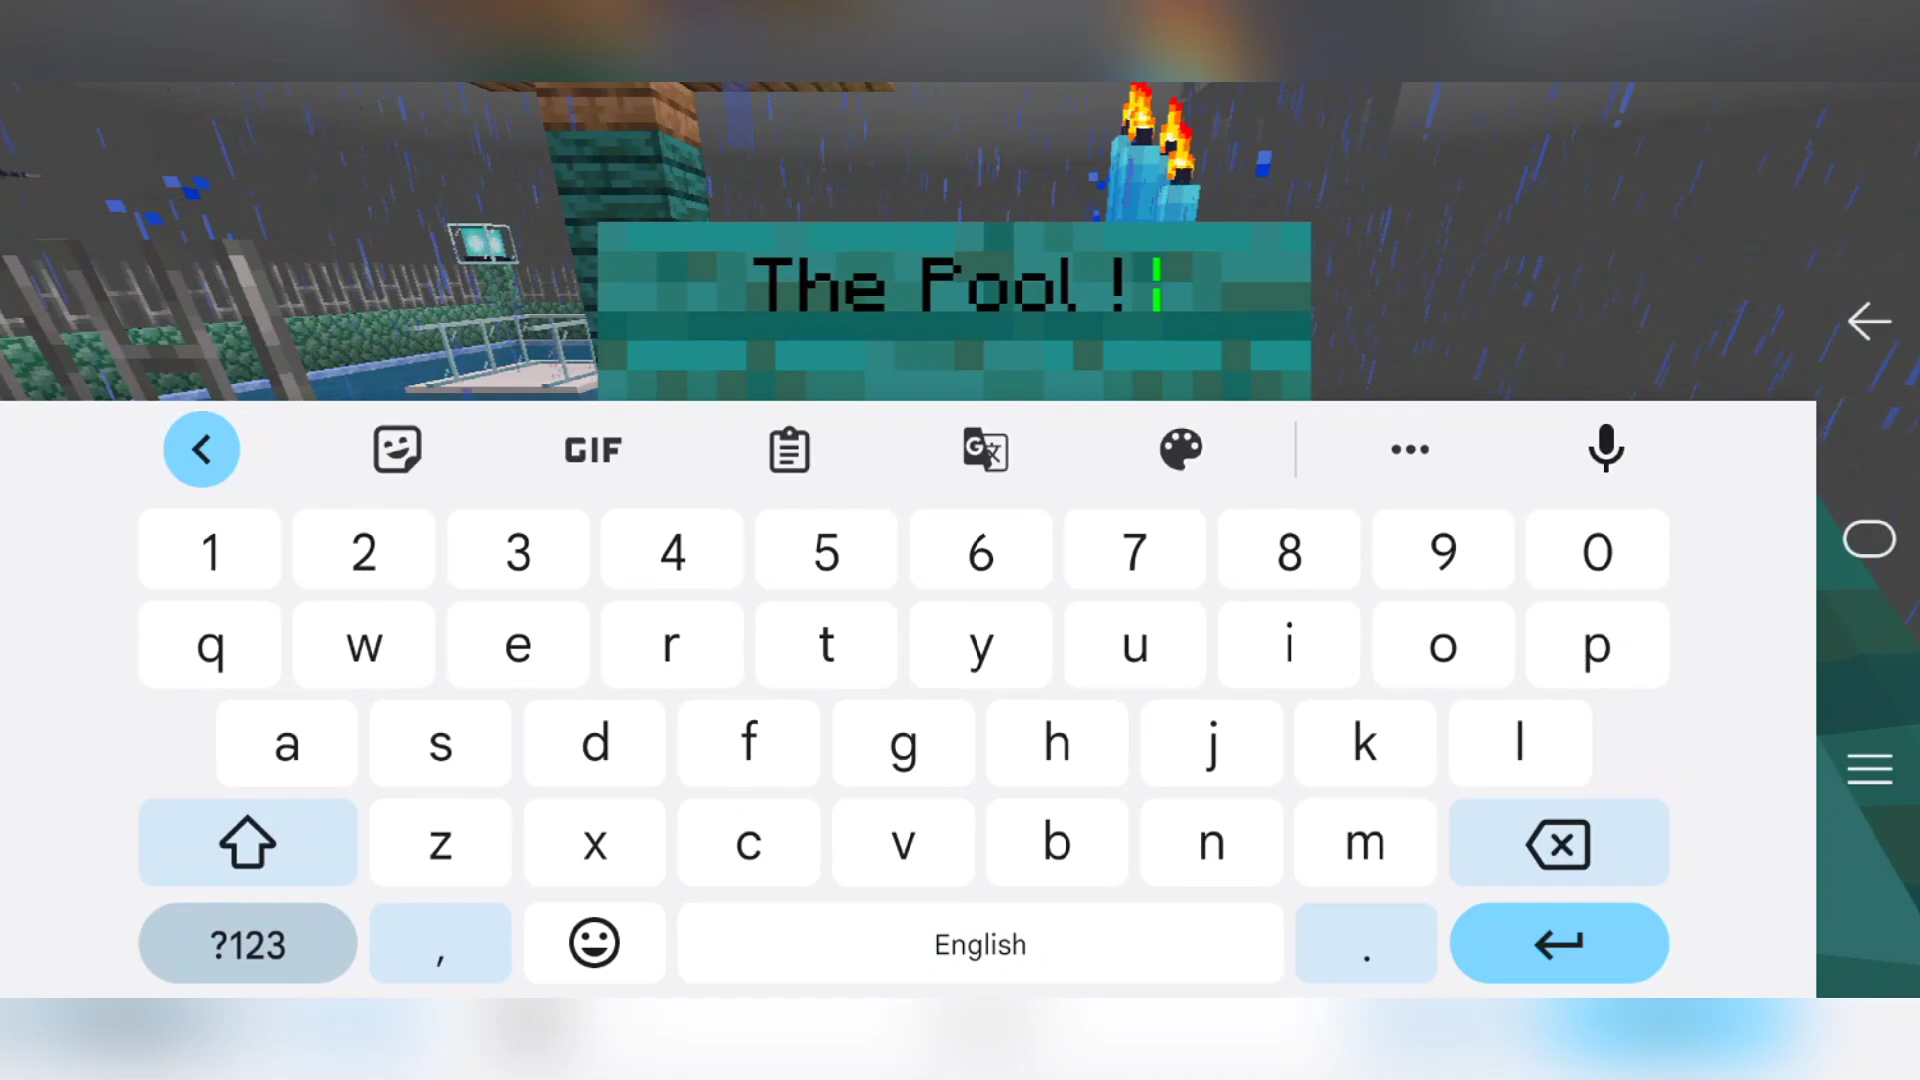 The Pool !
GIF
G
1 2 3 4 5 6 7 8 9 0
q w e r t y u i o p
a s d f g h j k l
z x c v b n m
?123 , English .